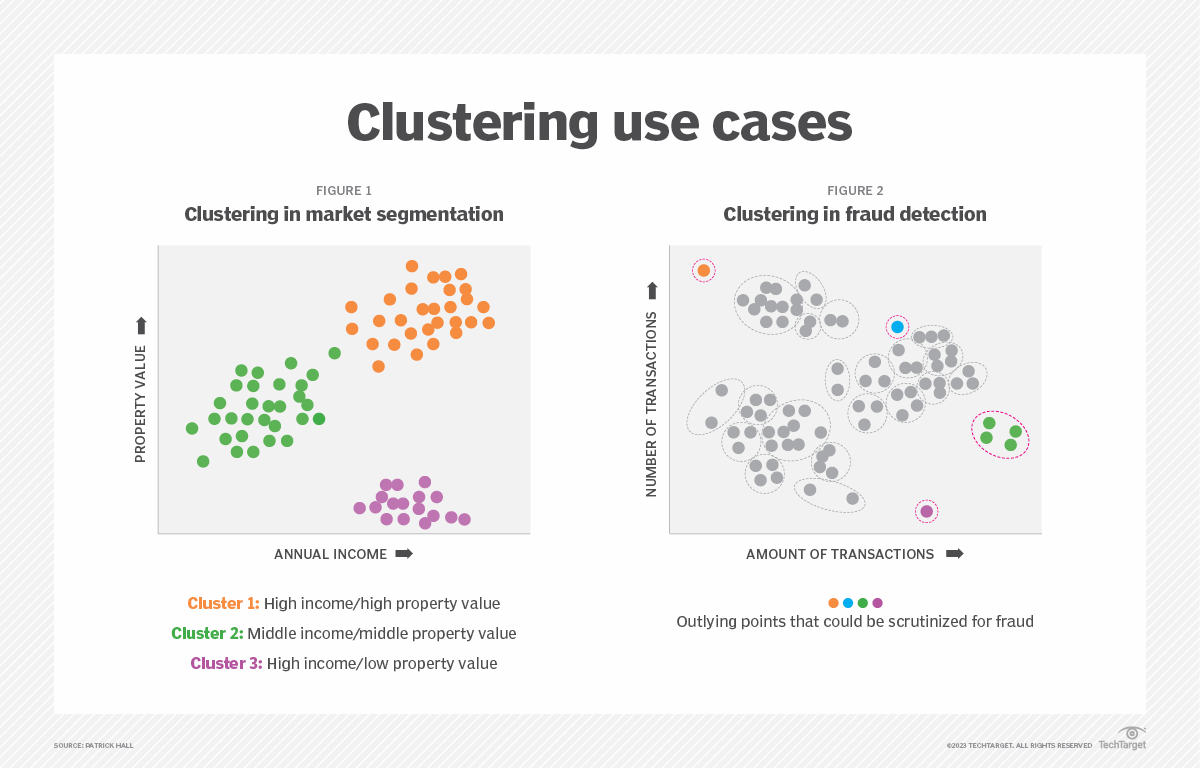 Clustering use cases
FIGURE 1
Clustering in market segmentation
PROPERTY VALUE
ANNUAL INCOME
Cluster 1: High income/high property value
Cluster 2: Middle income/middle property value
Cluster 3: High income/low property value
FIGURE 2
Clustering in fraud detection
NUMBER OF TRANSACTIONS
AMOUNT OF TRANSACTIONS
Outlying points that could be scrutinized for fraud
SOURCE: PATRICK HALL
©2023 TECHTARGET. ALL RIGHTS RESERVED
TechTarget